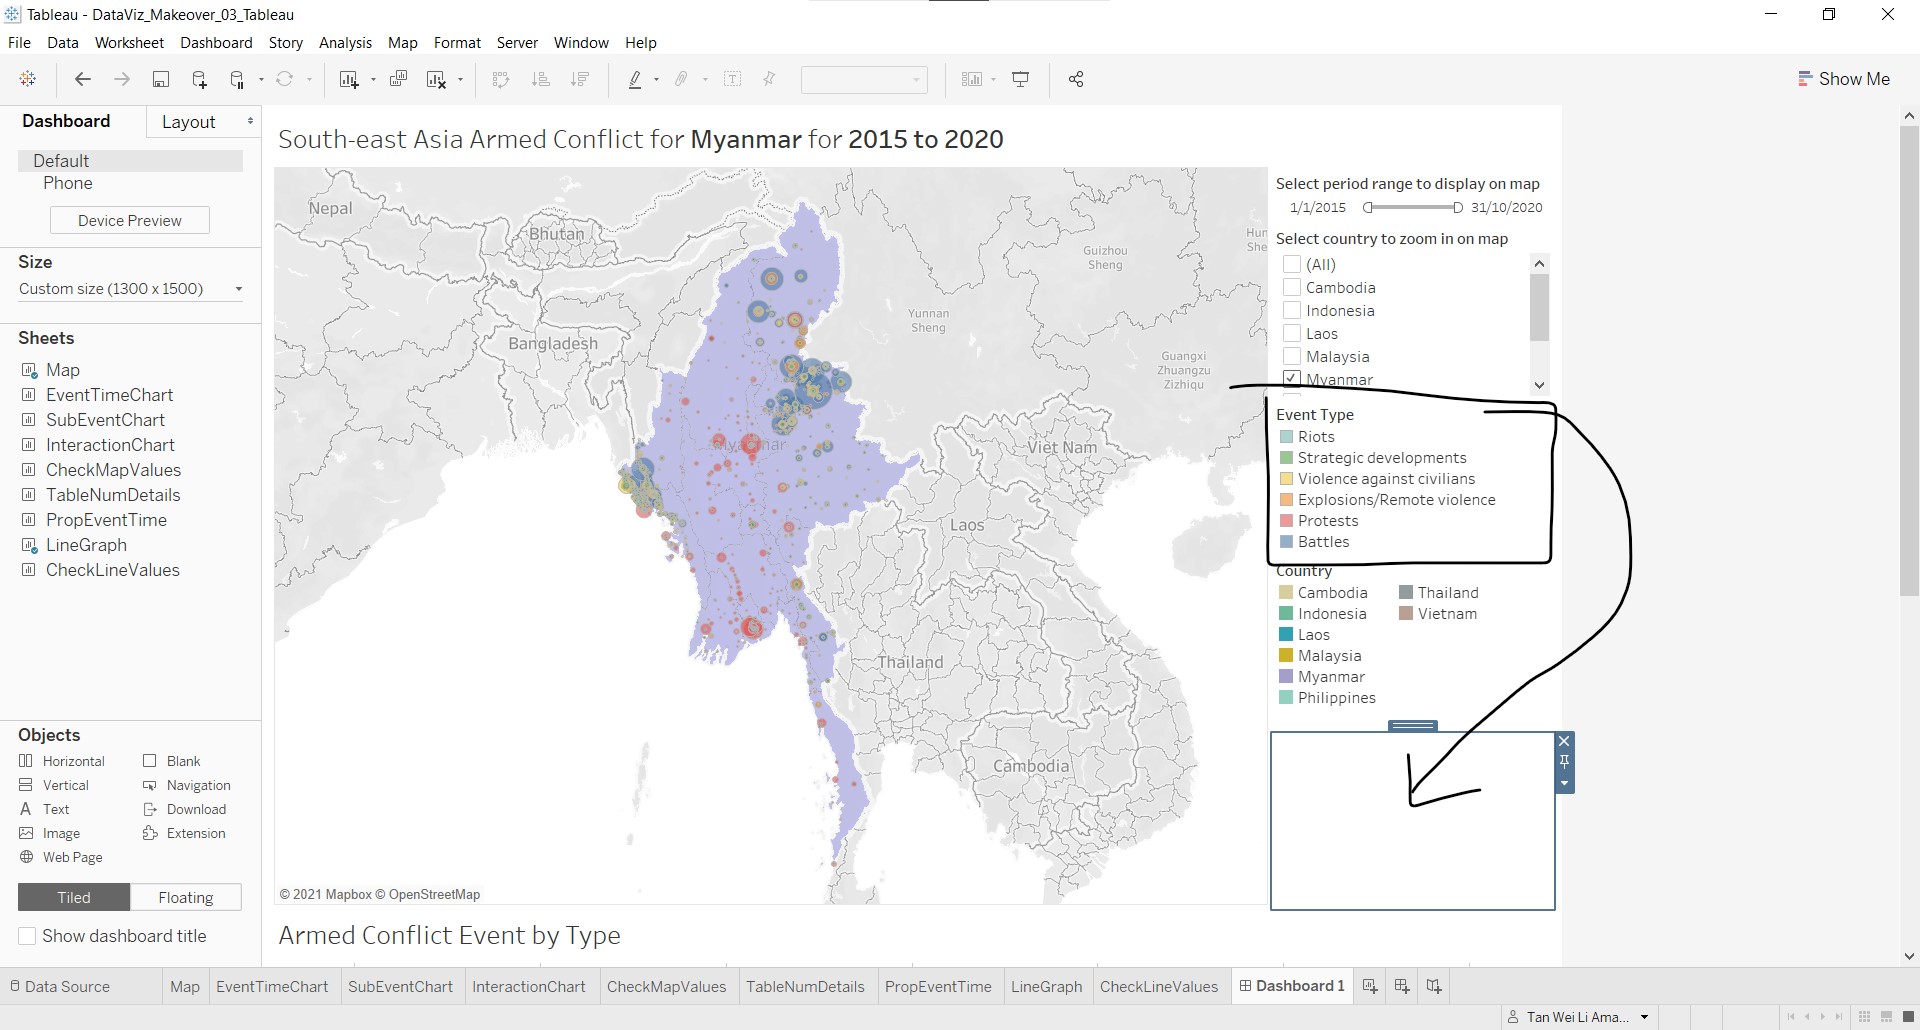 Tableau - DataViz_Makeover_03_Tableau
File Data Worksheet Dashboard Story Analysis Map Format Server Window Help
Show Me
Dashboard Layout
Default
Phone
Device Preview
Size
Custom size (1300 x 1500)
Sheets
Map
EventTimeChart
SubEventChart
InteractionChart
CheckMapValues
TableNumDetails
PropEventTime
LineGraph
CheckLineValues
Objects
Horizontal Blank
Vertical Navigation
Text Download
Image Extension
Web Page
Tiled Floating
Show dashboard title
South-east Asia Armed Conflict for Myanmar for 2015 to 2020
Nepal
Bhutan
Guizhou
Sheng
Hun
She
Yunnan
Sheng
Bangladesh
Guangxi
Zhuangzu
Zizhiqu
Myanmar
Viet Nam
Laos
Thailand
Cambodia
© 2021 Mapbox © OpenStreetMap
Select period range to display on map
1/1/2015 31/10/2020
Select country to zoom in on map
(All)
Cambodia
Indonesia
Laos
Malaysia
Myanmar
Event Type
Riots
Strategic developments
Violence against civilians
Explosions/Remote violence
Protests
Battles
Country
Cambodia Thailand
Indonesia Vietnam
Laos
Malaysia
Myanmar
Philippines
Armed Conflict Event by Type
Data Source Map EventTimeChart SubEventChart InteractionChart CheckMapValues TableNumDetails PropEventTime LineGraph CheckLineValues Dashboard 1
Tan Wei Li Ama...